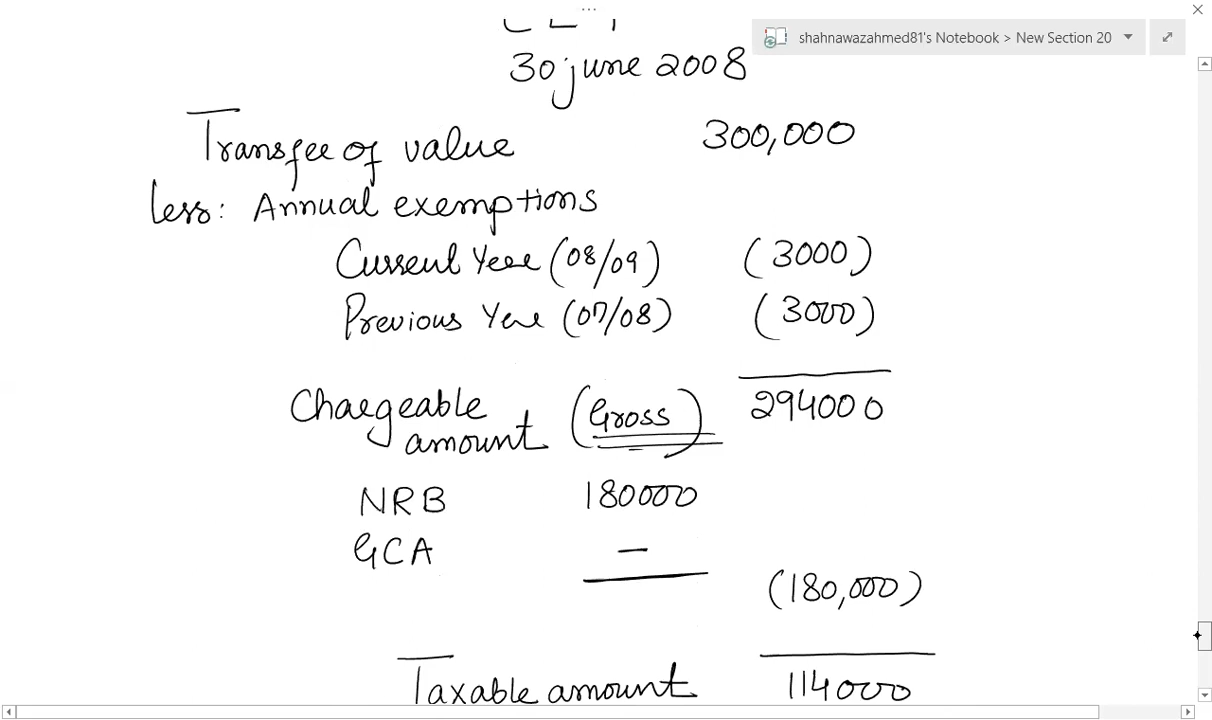 shahnawazahmed81's Notebook > New Section 20
30 june 2008
Transfer of value 300,000
less: Annual exemptions
Current Year (08/09) (3000)
Previous Year (07/08) (3000)
Chargeable amount (Gross) 294000
NRB 180000
GCA —
(180,000)
Taxable amount 114000